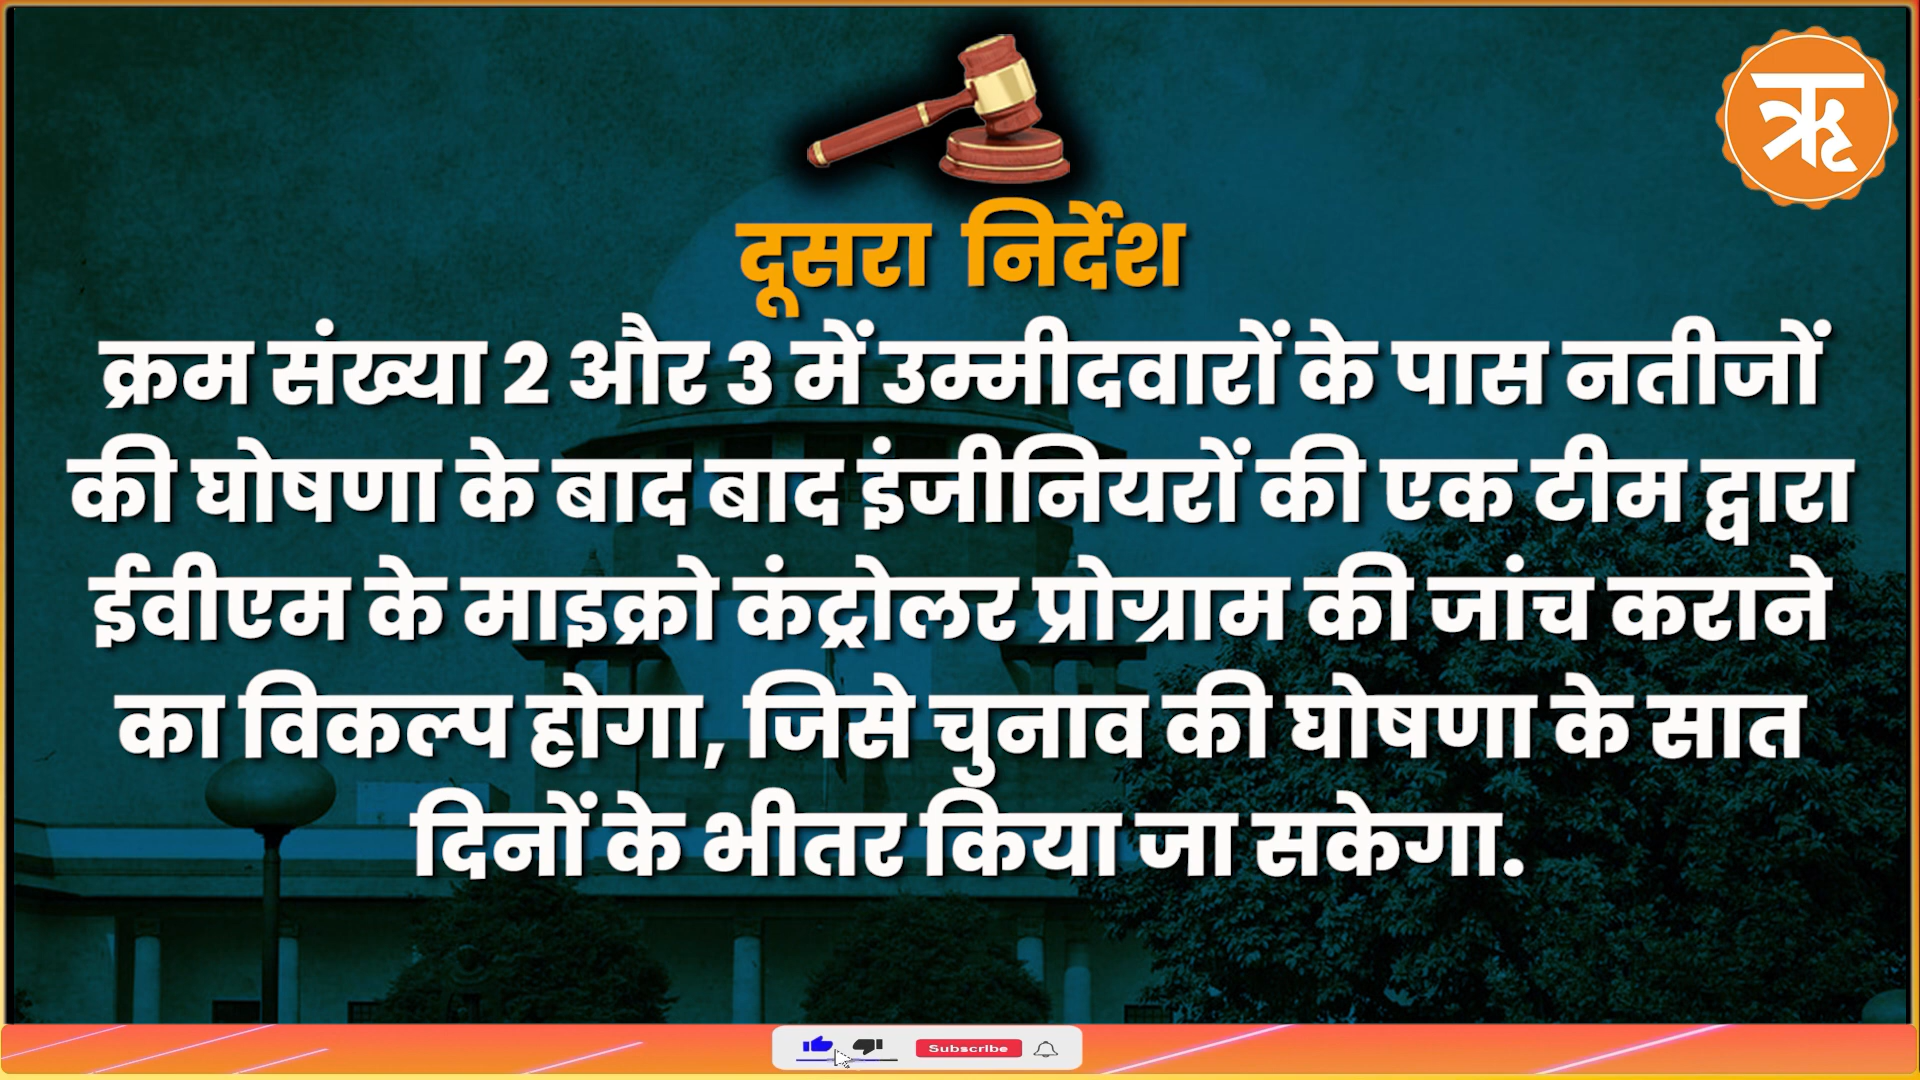 ऋ
दूसरा निर्देश
क्रम संख्या 2 और 3 में उम्मीदवारों के पास नतीजों
की घोषणा के बाद बाद इंजीनियरों की एक टीम द्वारा
ईवीएम के माइक्रो कंट्रोलर प्रोग्राम की जांच कराने
का विकल्प होगा, जिसे चुनाव की घोषणा के सात
दिनों के भीतर किया जा सकेगा.
Subscribe